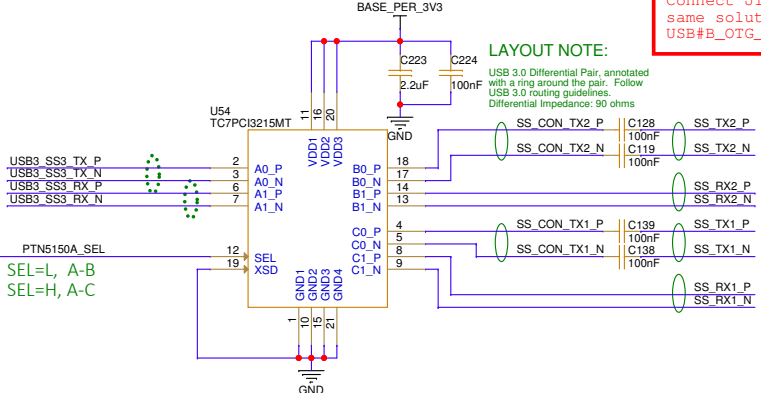 BASE_PER_3V3
same solut
USB#B_OTG_
LAYOUT NOTE:
USB 3.0 Differential Pair, annotated
with a ring around the pair. Follow
USB 3.0 routing guidelines.
Differential Impedance: 90 ohms
C223
2.2uF
C224
100nF
GND
U54
TC7PCI3215MT
11
16
20
VDD1
VDD2
VDD3
USB3_SS3_TX_P
2
A0_P
USB3_SS3_TX_N
3
A0_N
USB3_SS3_RX_P
6
A1_P
USB3_SS3_RX_N
7
A1_N
PTN5150A_SEL
12
SEL
19
XSD
SEL=L, A-B
SEL=H, A-C
B0_P
18
B0_N
17
B1_P
14
B1_N
13
C0_P
4
C0_N
5
C1_P
8
C1_N
9
SS_CON_TX2_P
C128
100nF
SS_TX2_P
SS_CON_TX2_N
C119
100nF
SS_TX2_N
SS_RX2_P
SS_RX2_N
SS_CON_TX1_P
C139
100nF
SS_TX1_P
SS_CON_TX1_N
C138
100nF
SS_TX1_N
SS_RX1_P
SS_RX1_N
GND1
GND2
GND3
GND4
1
10
15
21
GND